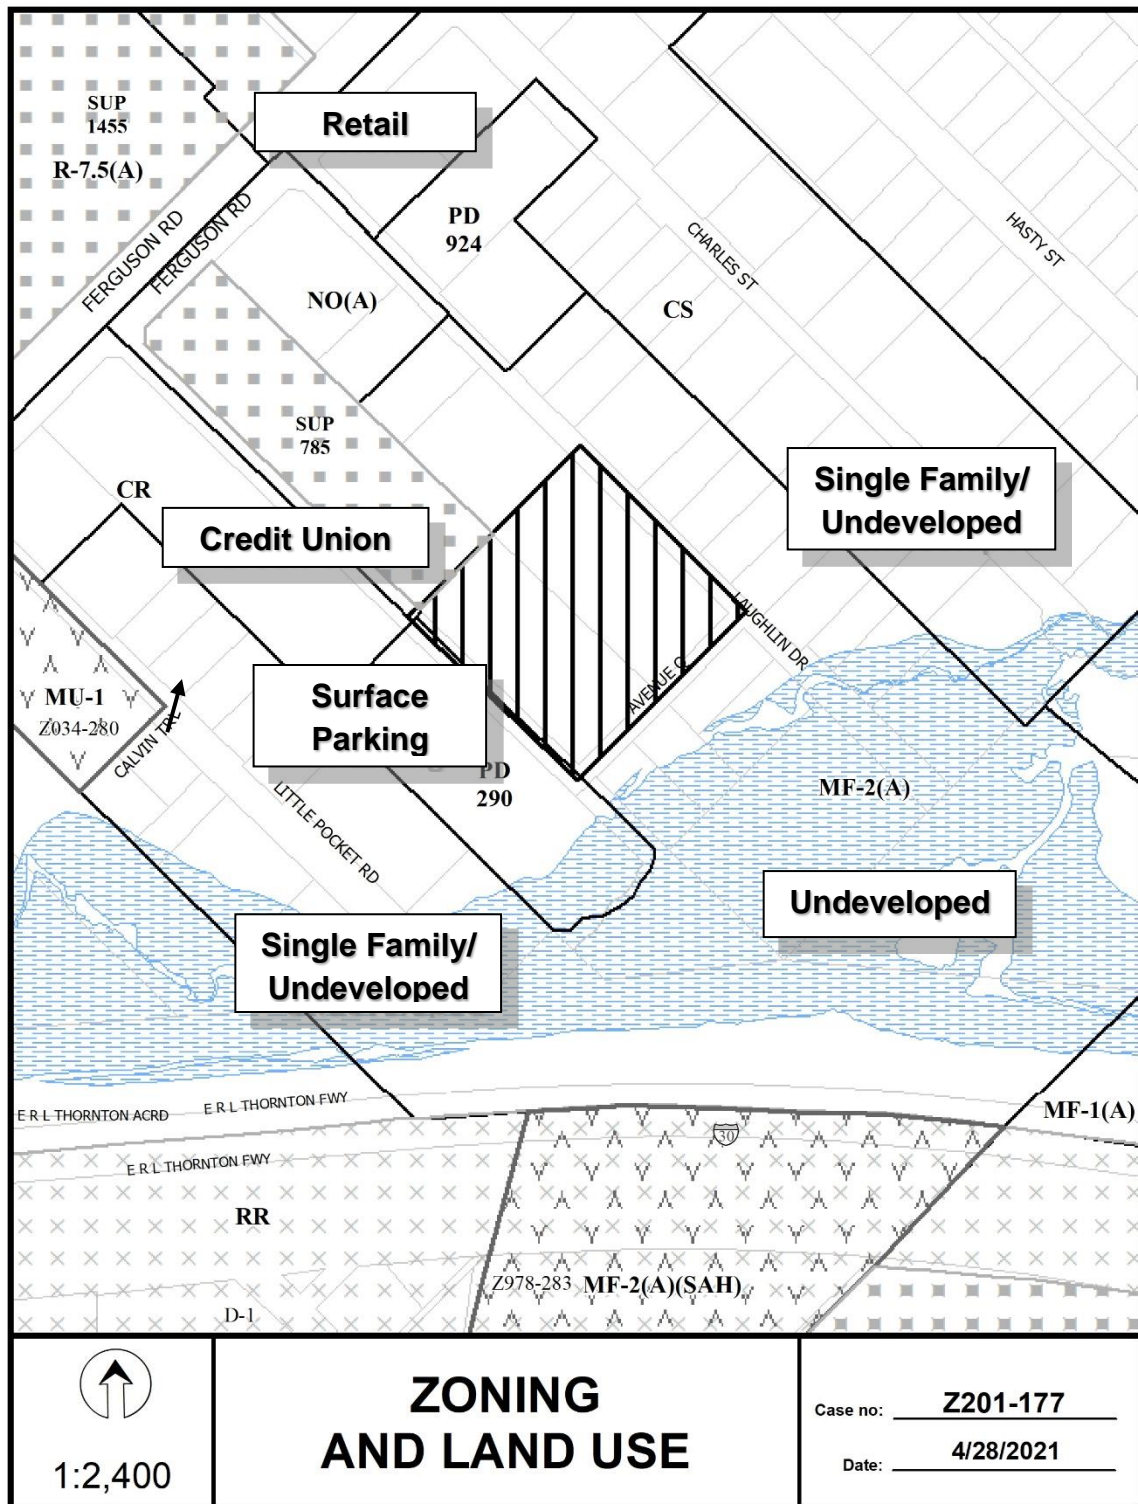 SUP
1455
R-7.5(A)
Retail
FERGUSON RD
FERGUSON RD
PD
924
CHARLES ST
HASTY ST
NO(A)
CS
SUP
785
CR
Credit Union
Single Family/
Undeveloped
LAUGHLIN DR
AVENUE Q
MU-1
Z034-280
CALVIN TRL
Surface
Parking
PD
290
LITTLE POCKET RD
MF-2(A)
Undeveloped
Single Family/
Undeveloped
E R L THORNTON ACRD
E R L THORNTON FWY
MF-1(A)
30
E R L THORNTON FWY
RR
Z978-283
MF-2(A)(SAH)
D-1
1:2,400
ZONING
AND LAND USE
Case no: Z201-177
Date: 4/28/2021